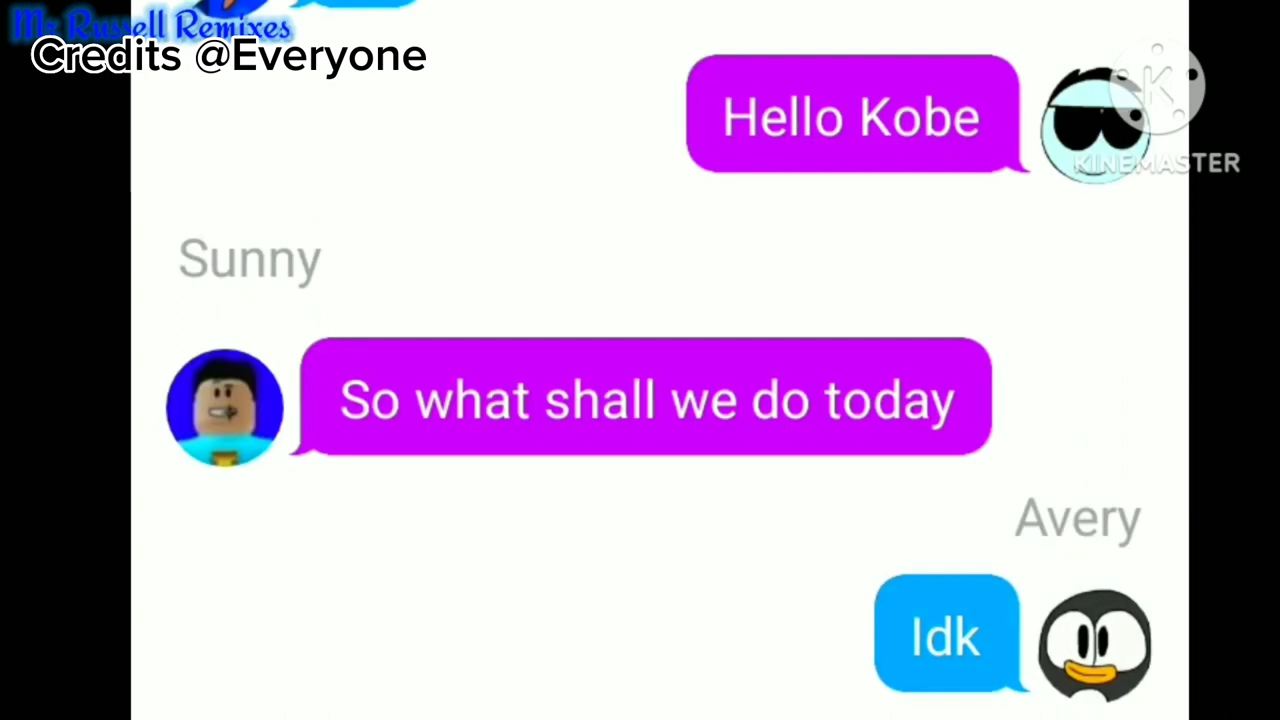 Mr Russell Remixes
Credits @Everyone
Hello Kobe
K
KINEMASTER
Sunny
So what shall we do today
Avery
Idk